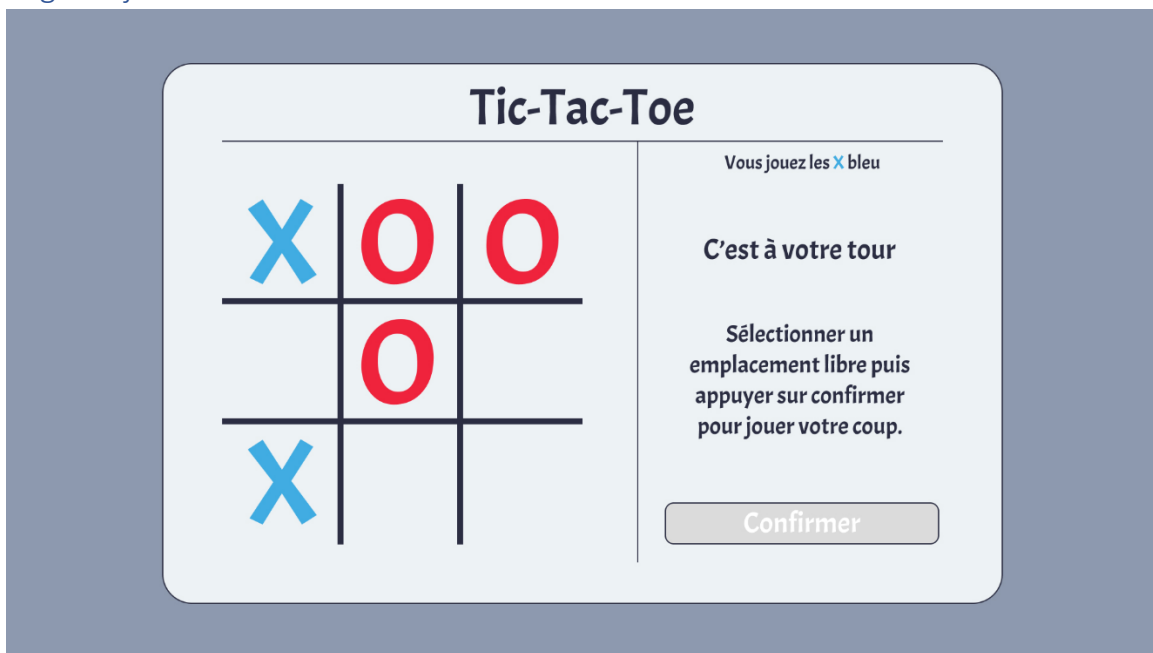 Tic-Tac-Toe
Vous jouez les X bleu
X O O
O
X
C’est à votre tour
Sélectionner un
emplacement libre puis
appuyer sur confirmer
pour jouer votre coup.
Confirmer